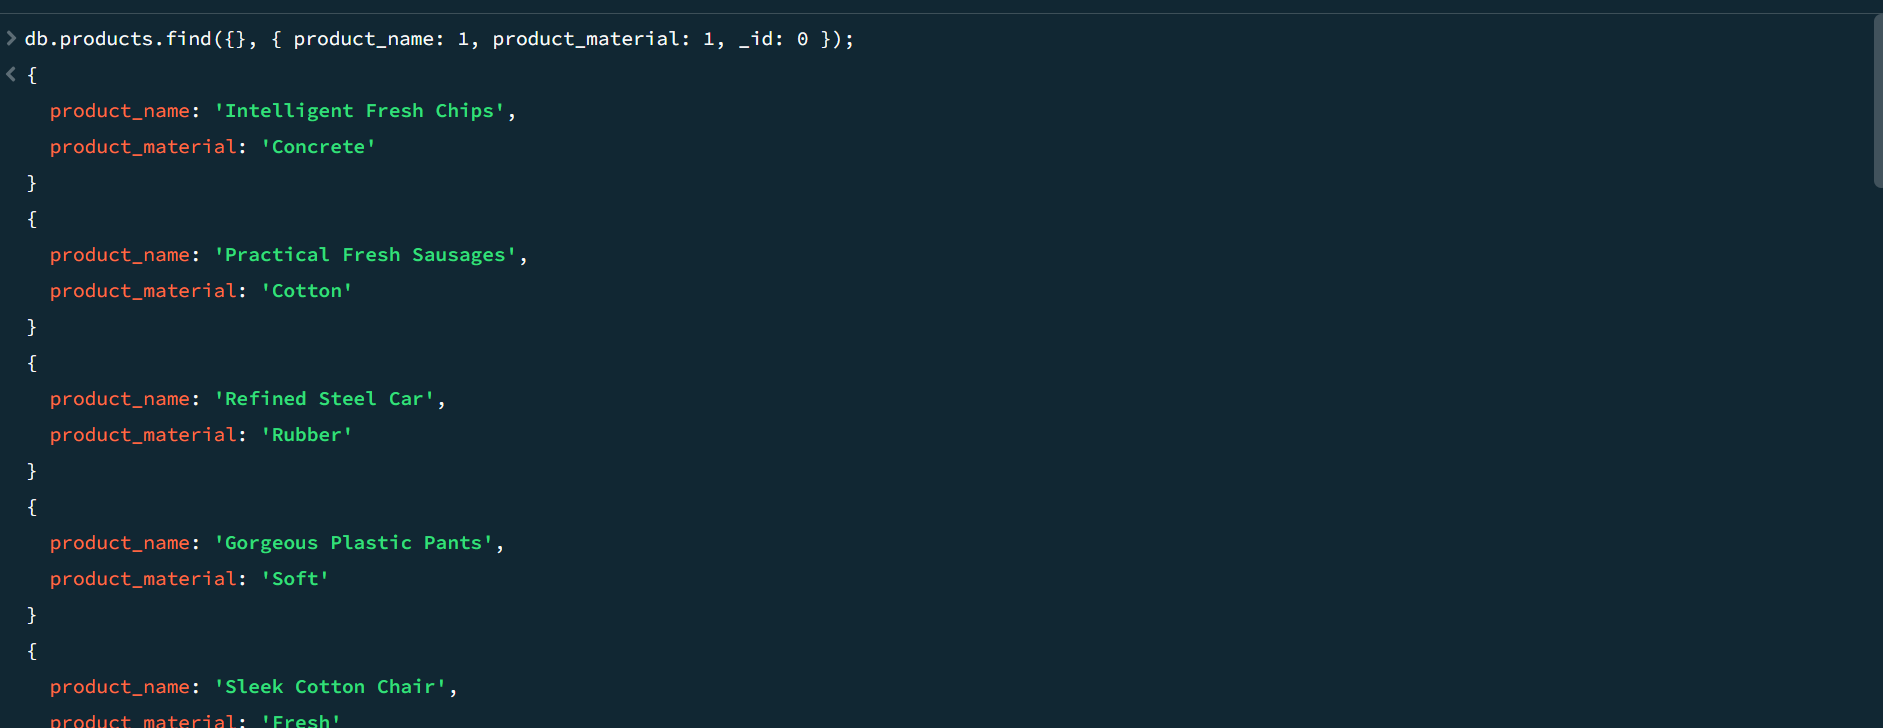 > db.products.find({}, { product_name: 1, product_material: 1, _id: 0 });
< {
product_name: 'Intelligent Fresh Chips',
product_material: 'Concrete'
}
{
product_name: 'Practical Fresh Sausages',
product_material: 'Cotton'
}
{
product_name: 'Refined Steel Car',
product_material: 'Rubber'
}
{
product_name: 'Gorgeous Plastic Pants',
product_material: 'Soft'
}
{
product_name: 'Sleek Cotton Chair',
product_material: 'Fresh'